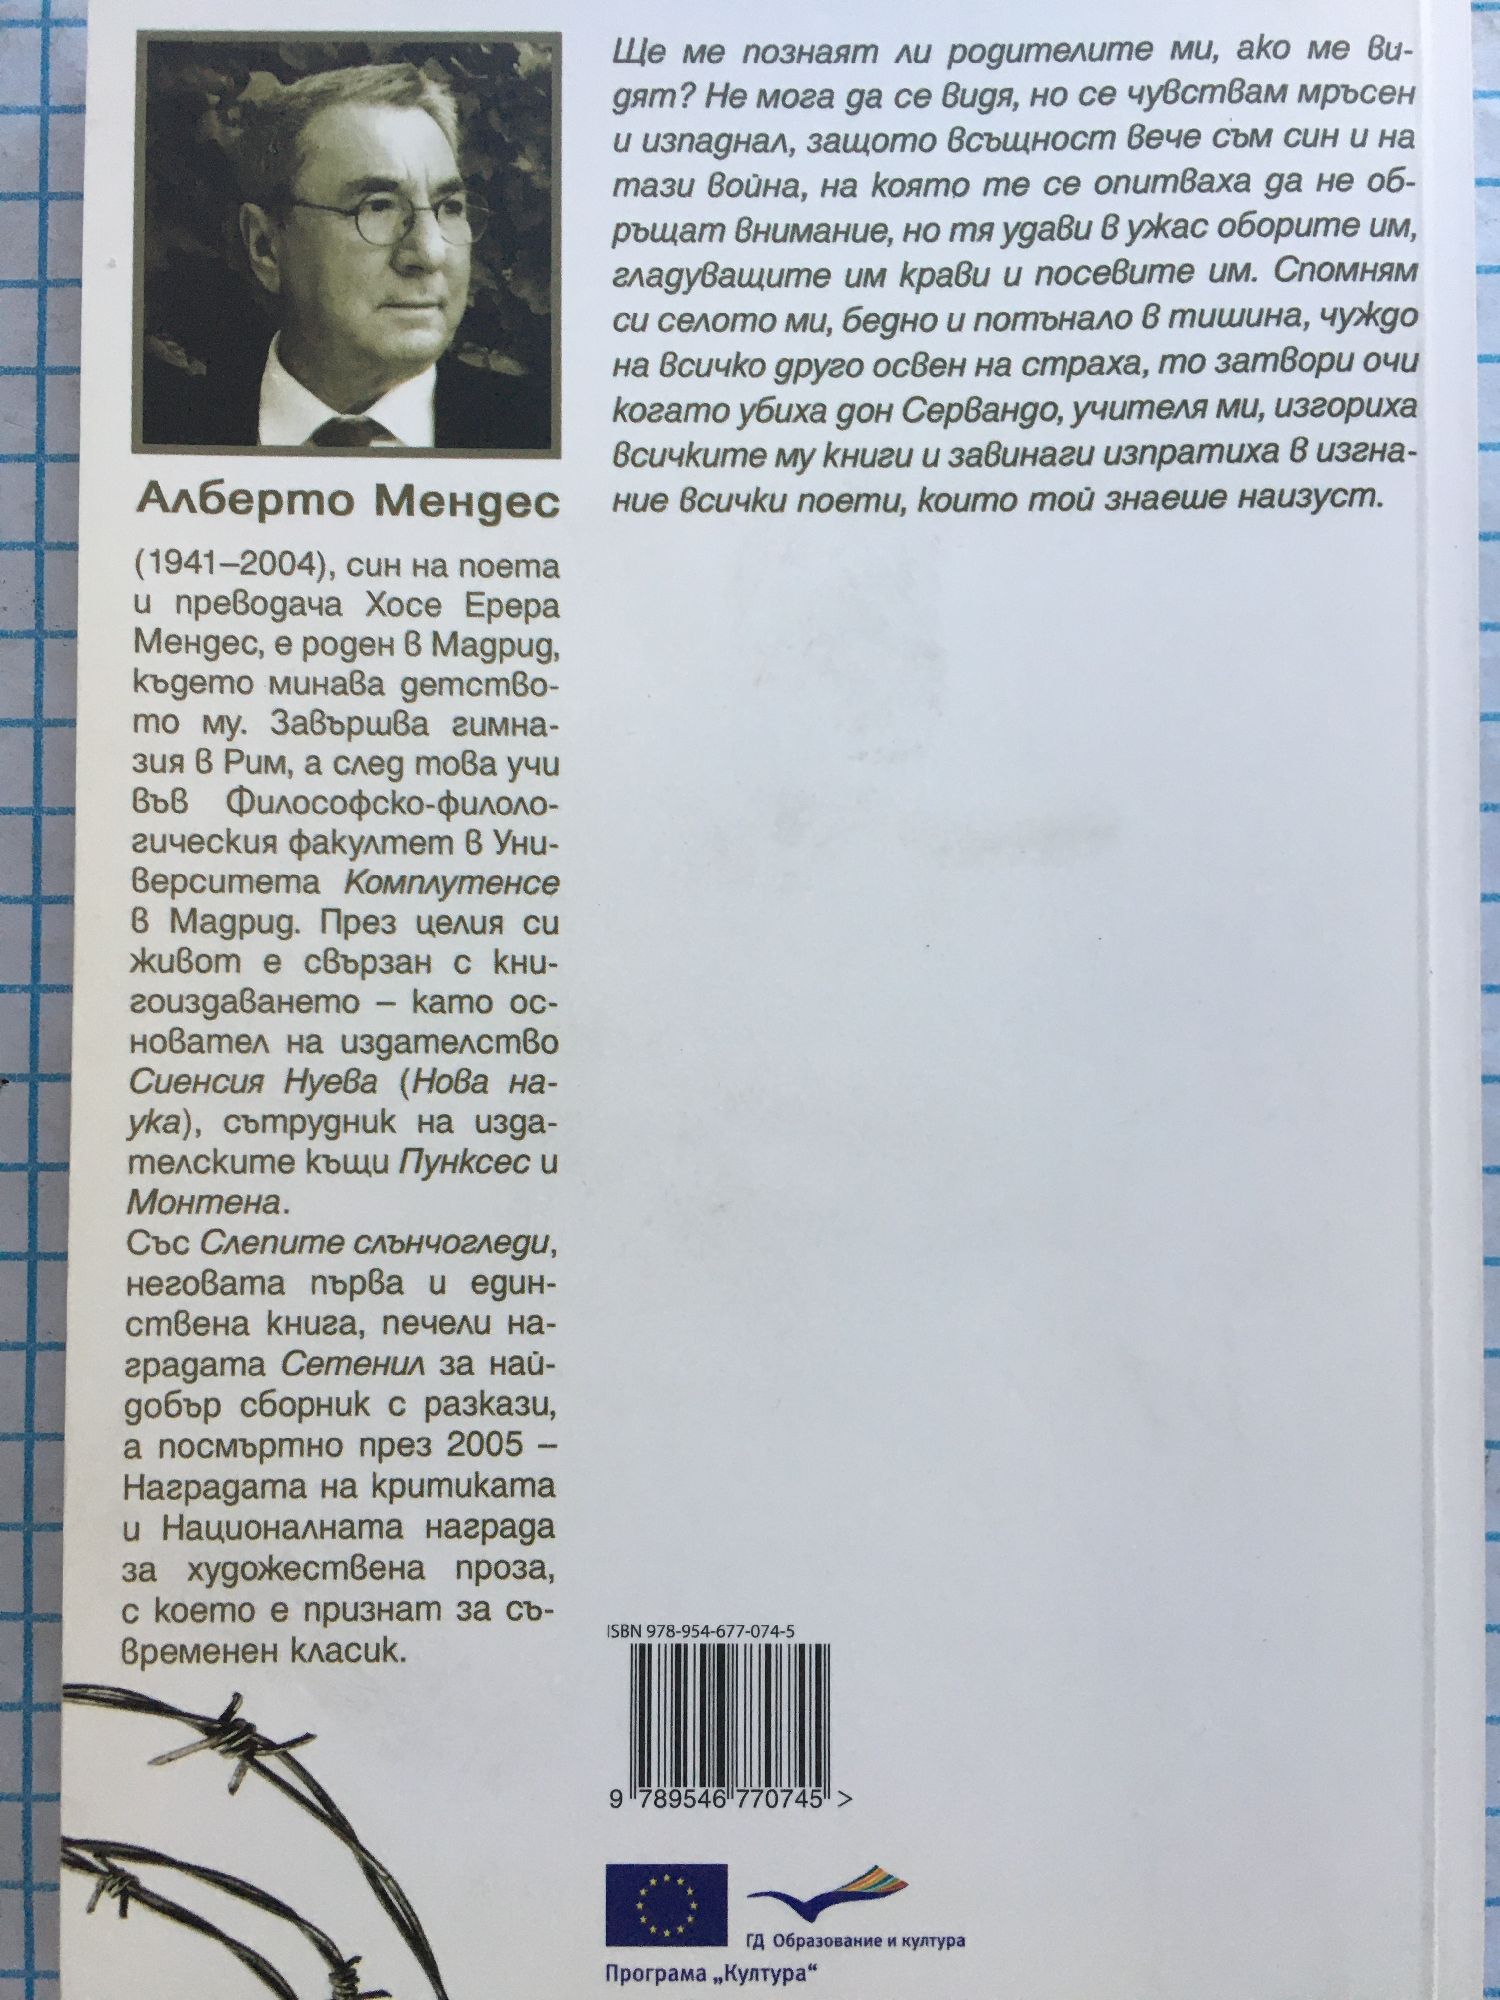 Алберто Мендес
(1941–2004), син на поета
и преводача Хосе Ерера
Мендес, е роден в Мадрид,
където минава детство-
то му. Завършва гимна-
зия в Рим, а след това учи
във Философско-филоло-
гическия факултет в Уни-
верситета Комплутенсе
в Мадрид. През целия си
живот е свързан с кни-
гоиздаването – като ос-
новател на издателство
Сиенсия Нуева (Нова на-
ука), сътрудник на изда-
телските къщи Пунксес и
Монтена.
Със Слепите слънчогледи,
неговата първа и един-
ствена книга, печели на-
градата Сетенил за най-
добър сборник с разкази,
а посмъртно през 2005 –
Наградата на критиката
и Националната награда
за художествена проза,
с което е признат за съ-
временен класик.
Ще ме познаят ли родителите ми, ако ме ви-
дят? Не мога да се видя, но се чувствам мръсен
и изпаднал, защото всъщност вече съм син и на
тази война, на която те се опитваха да не об-
ръщат внимание, но тя удави в ужас оборите им,
гладуващите им крави и посевите им. Спомням
си селото ми, бедно и потънало в тишина, чуждо
на всичко друго освен на страха, то затвори очи
когато убиха дон Сервандо, учителя ми, изгориха
всичките му книги и завинаги изпратиха в изгна-
ние всички поети, които той знаеше наизуст.
ISBN 978-954-677-074-5
9 789546 770745 >
ГД Образование и култура
Програма „Култура“